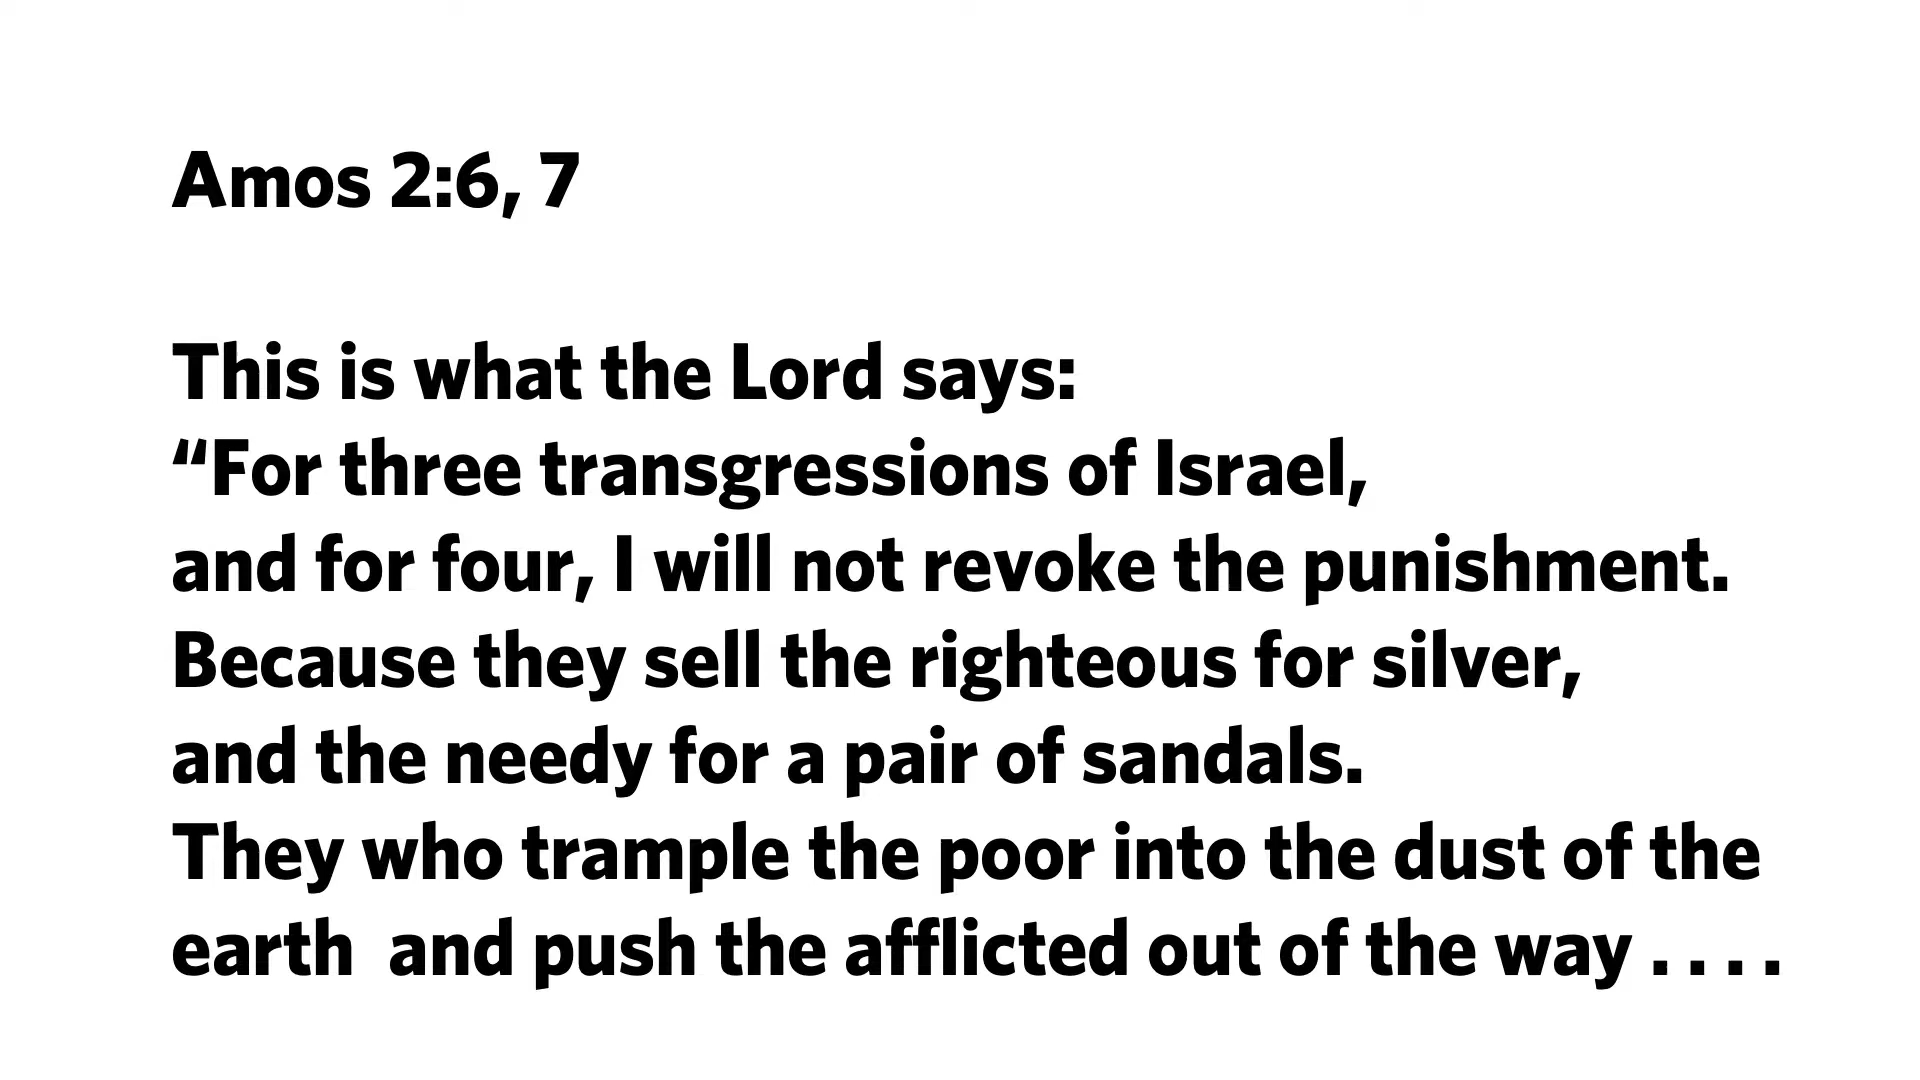 Amos 2:6, 7
This is what the Lord says:
“For three transgressions of Israel,
and for four, I will not revoke the punishment.
Because they sell the righteous for silver,
and the needy for a pair of sandals.
They who trample the poor into the dust of the
earth  and push the afflicted out of the way . . . .